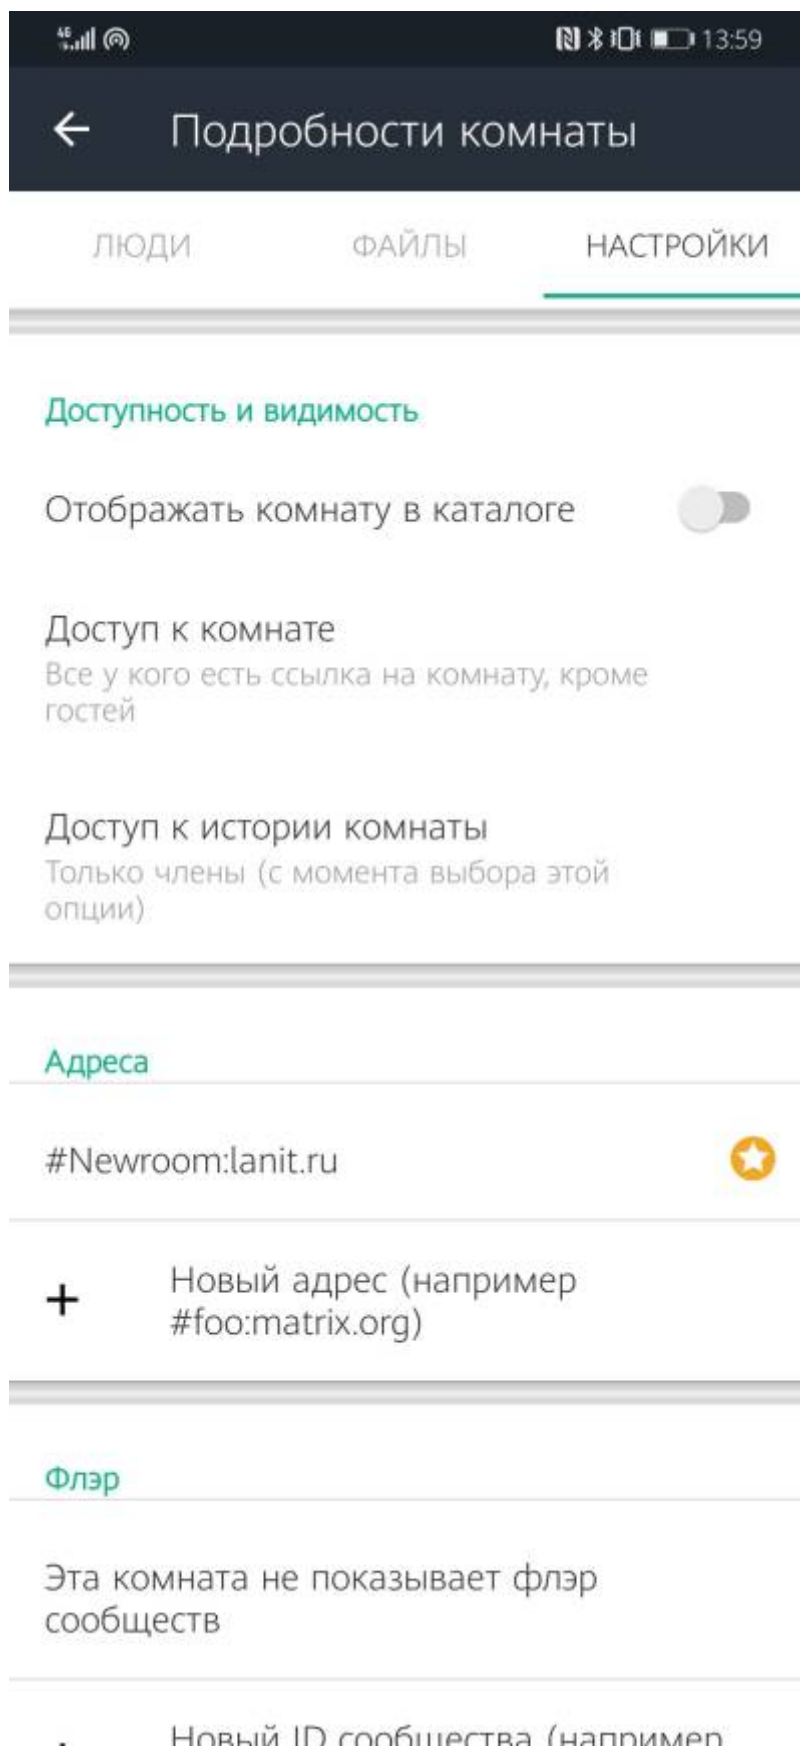 4G 13:59
Подробности комнаты
ЛЮДИ ФАЙЛЫ НАСТРОЙКИ
Доступность и видимость
Отображать комнату в каталоге
Доступ к комнате
Все у кого есть ссылка на комнату, кроме
гостей
Доступ к истории комнаты
Только члены (с момента выбора этой
опции)
Адреса
#Newroom:lanit.ru
Новый адрес (например
#foo:matrix.org)
Флэр
Эта комната не показывает флэр
сообществ
Новый ID сообщества (например